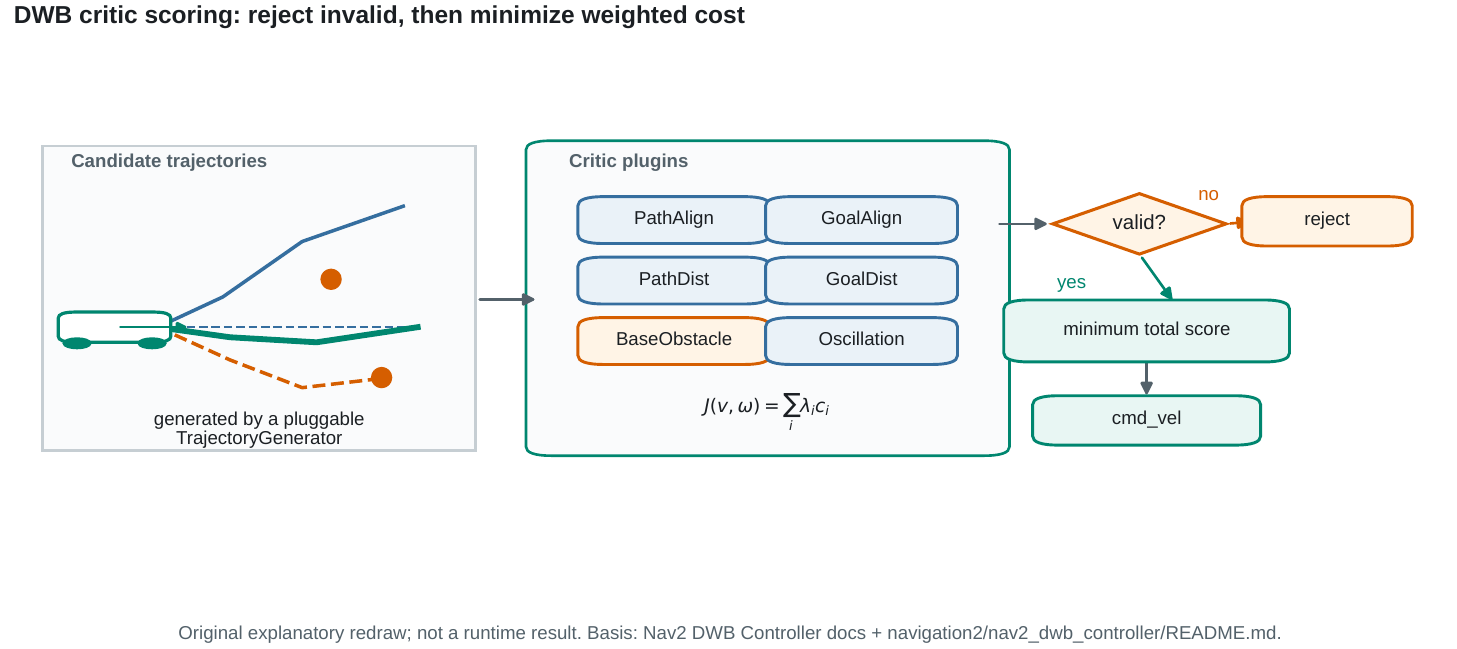 DWB critic scoring: reject invalid, then minimize weighted cost
Candidate trajectories
generated by a pluggable
TrajectoryGenerator
Critic plugins
PathAlign
GoalAlign
PathDist
GoalDist
BaseObstacle
Oscillation
J(v, ω) = ∑ᵢ λᵢcᵢ
valid?
no
reject
yes
minimum total score
cmd_vel
Original explanatory redraw; not a runtime result. Basis: Nav2 DWB Controller docs + navigation2/nav2_dwb_controller/README.md.